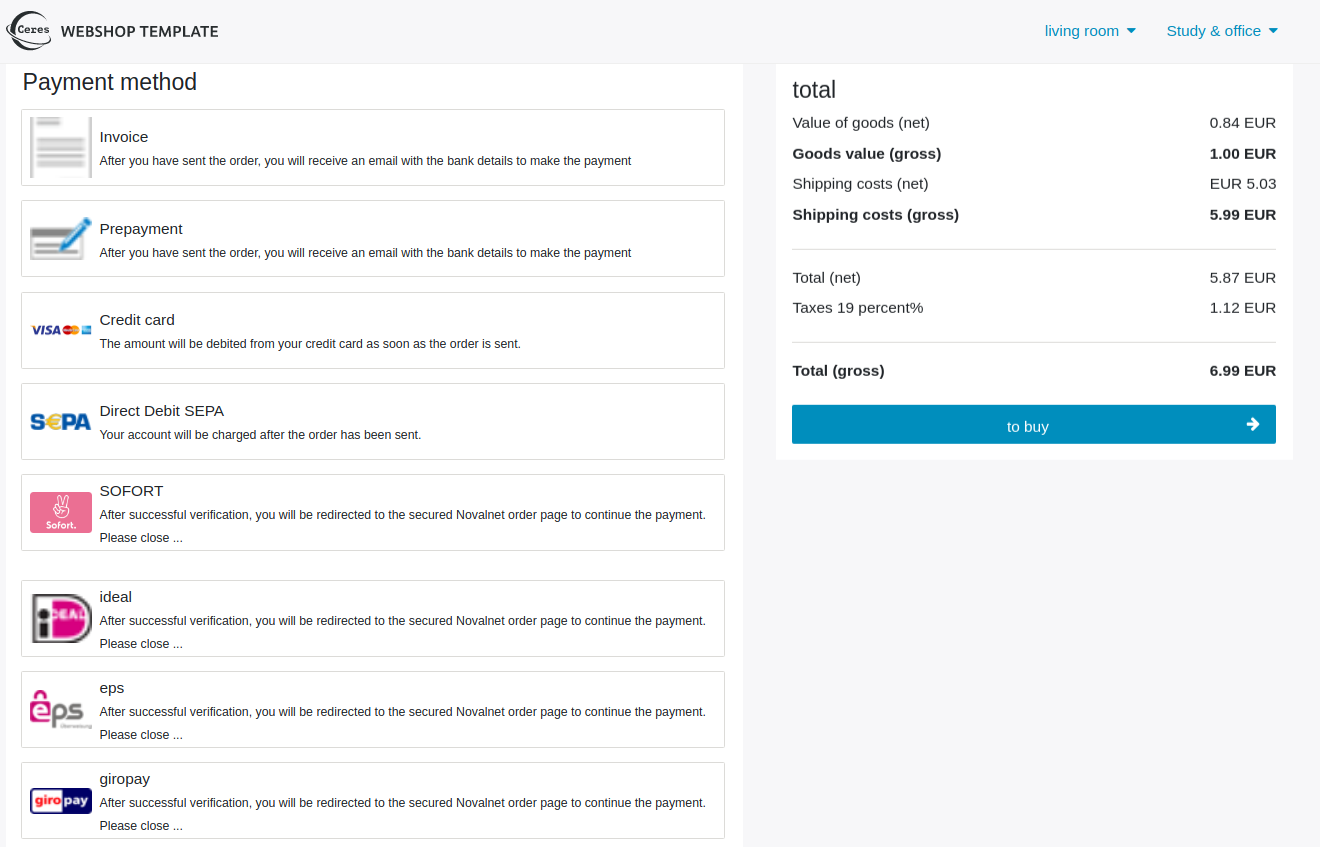 Ceres WEBSHOP TEMPLATE
living room
Study & office
Payment method
Invoice
After you have sent the order, you will receive an email with the bank details to make the payment
Prepayment
After you have sent the order, you will receive an email with the bank details to make the payment
VISA
Credit card
The amount will be debited from your credit card as soon as the order is sent.
S€PA
Direct Debit SEPA
Your account will be charged after the order has been sent.
Sofort.
SOFORT
After successful verification, you will be redirected to the secured Novalnet order page to continue the payment.
Please close ...
iDEAL
ideal
After successful verification, you will be redirected to the secured Novalnet order page to continue the payment.
Please close ...
eps
eps
After successful verification, you will be redirected to the secured Novalnet order page to continue the payment.
Please close ...
giropay
giropay
After successful verification, you will be redirected to the secured Novalnet order page to continue the payment.
Please close ...
total
Value of goods (net) 0.84 EUR
Goods value (gross) 1.00 EUR
Shipping costs (net) EUR 5.03
Shipping costs (gross) 5.99 EUR
Total (net) 5.87 EUR
Taxes 19 percent% 1.12 EUR
Total (gross) 6.99 EUR
to buy